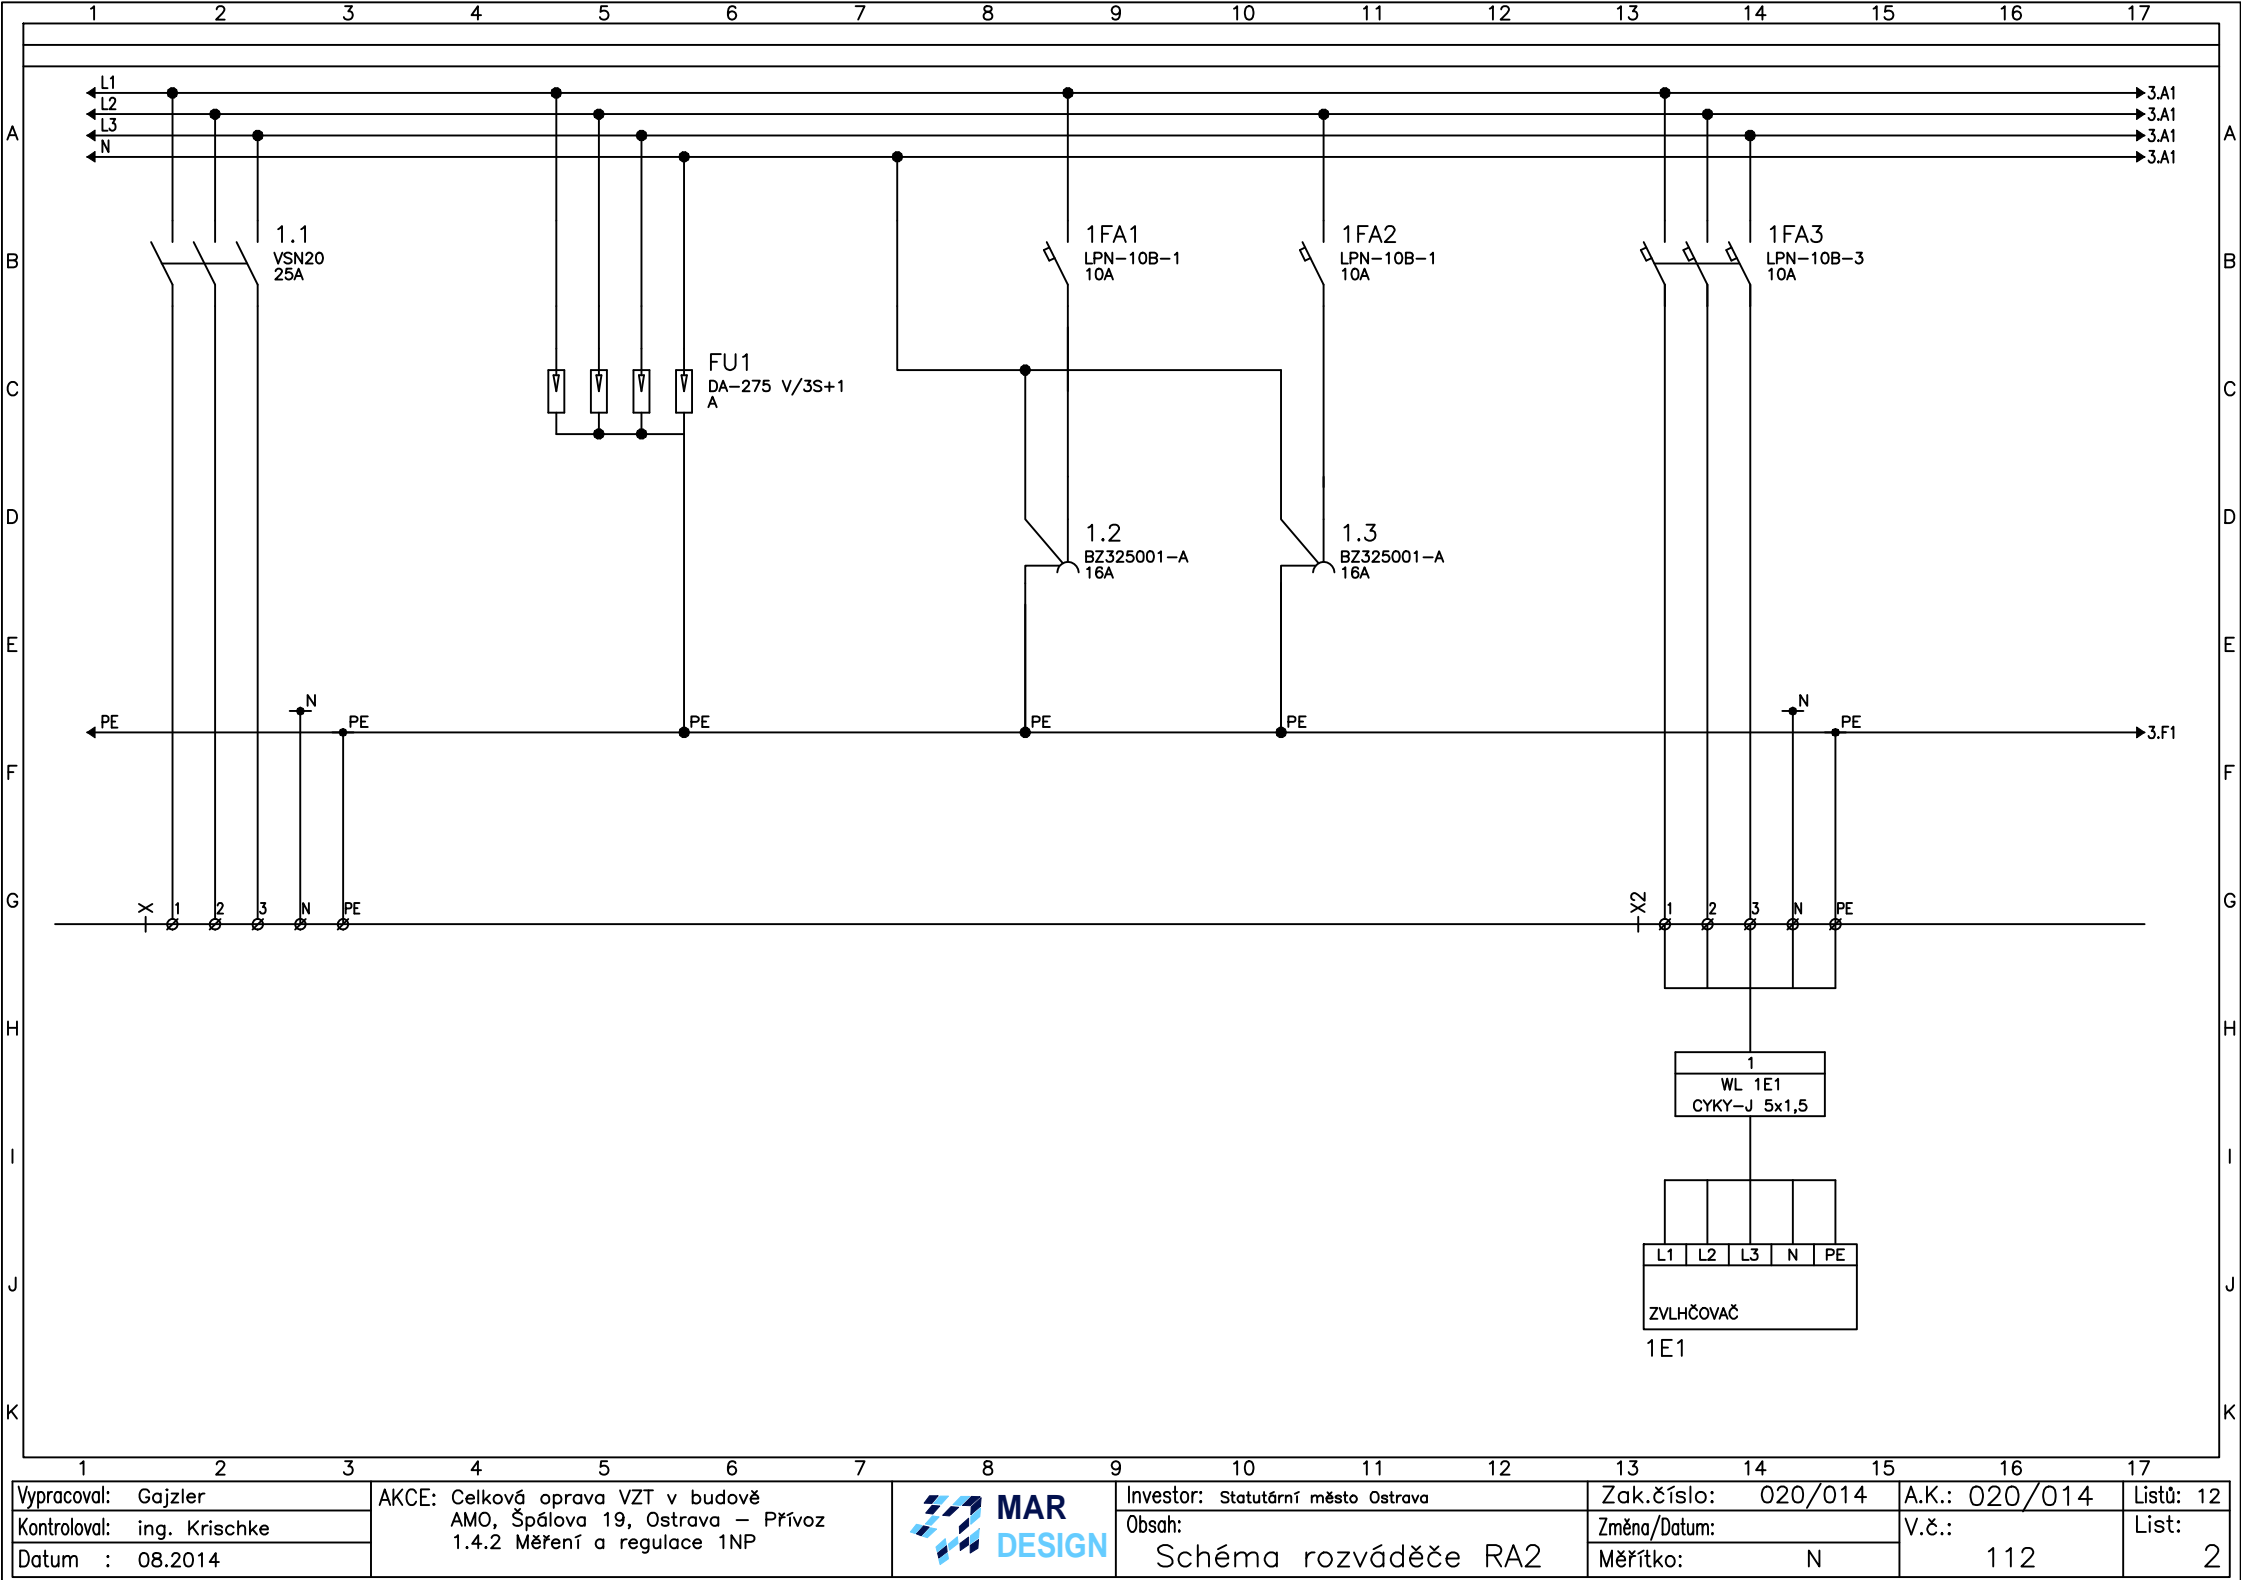 1 2 3 4 5 6 7 8 9 10 11 12 13 14 15 16 17
L1 3.A1
L2 3.A1
A L3 3.A1 A
N 3.A1
1.1 1FA1 1FA2 1FA3
B VSN20 LPN-10B-1 LPN-10B-1 LPN-10B-3 B
25A 10A 10A 10A
FU1
C DA-275 V/3S+1 C
A
D D
1.2 1.3
BZ325001-A BZ325001-A
16A 16A
E E
N N
PE PE PE PE PE PE 3.F1
F F
G X 1 2 3 N PE X2 1 2 3 N PE G
H H
1
WL 1E1
CYKY-J 5x1,5
I I
L1 L2 L3 N PE
J J
ZVLHČOVAČ
1E1
K K
1 2 3 4 5 6 7 8 9 10 11 12 13 14 15 16 17
Vypracoval: Gajzler
Kontroloval: ing. Krischke
Datum : 08.2014
AKCE: Celková oprava VZT v budově
AMO, Špálova 19, Ostrava – Přívoz
1.4.2 Měření a regulace 1NP
MAR
DESIGN
Investor: Statutární město Ostrava
Obsah:
Schéma rozváděče RA2
Zak.číslo: 020/014
Změna/Datum:
Měřítko: N
A.K.: 020/014
V.č.:
112
Listů: 12
List:
2